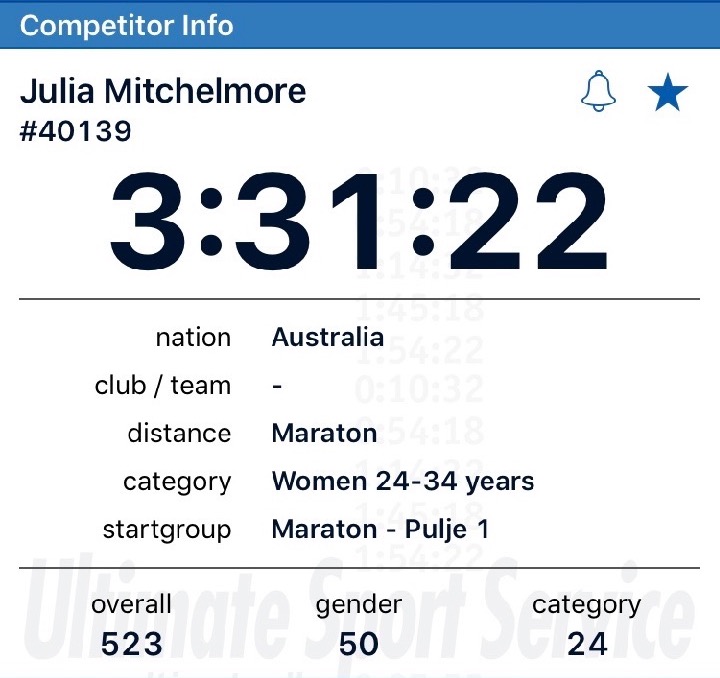 Competitor Info
Julia Mitchelmore
#40139
3:31:22
nation Australia
club / team -
distance Maraton
category Women 24-34 years
startgroup Maraton - Pulje 1
overall gender category
523 50 24
Ultimate Sport Service